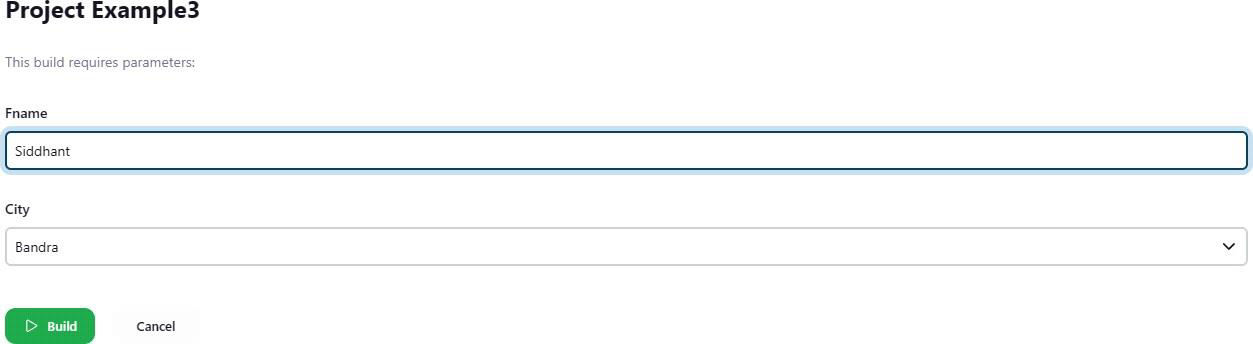 Project Example3
This build requires parameters:
Fname
Siddhant
City
Bandra
Build Cancel